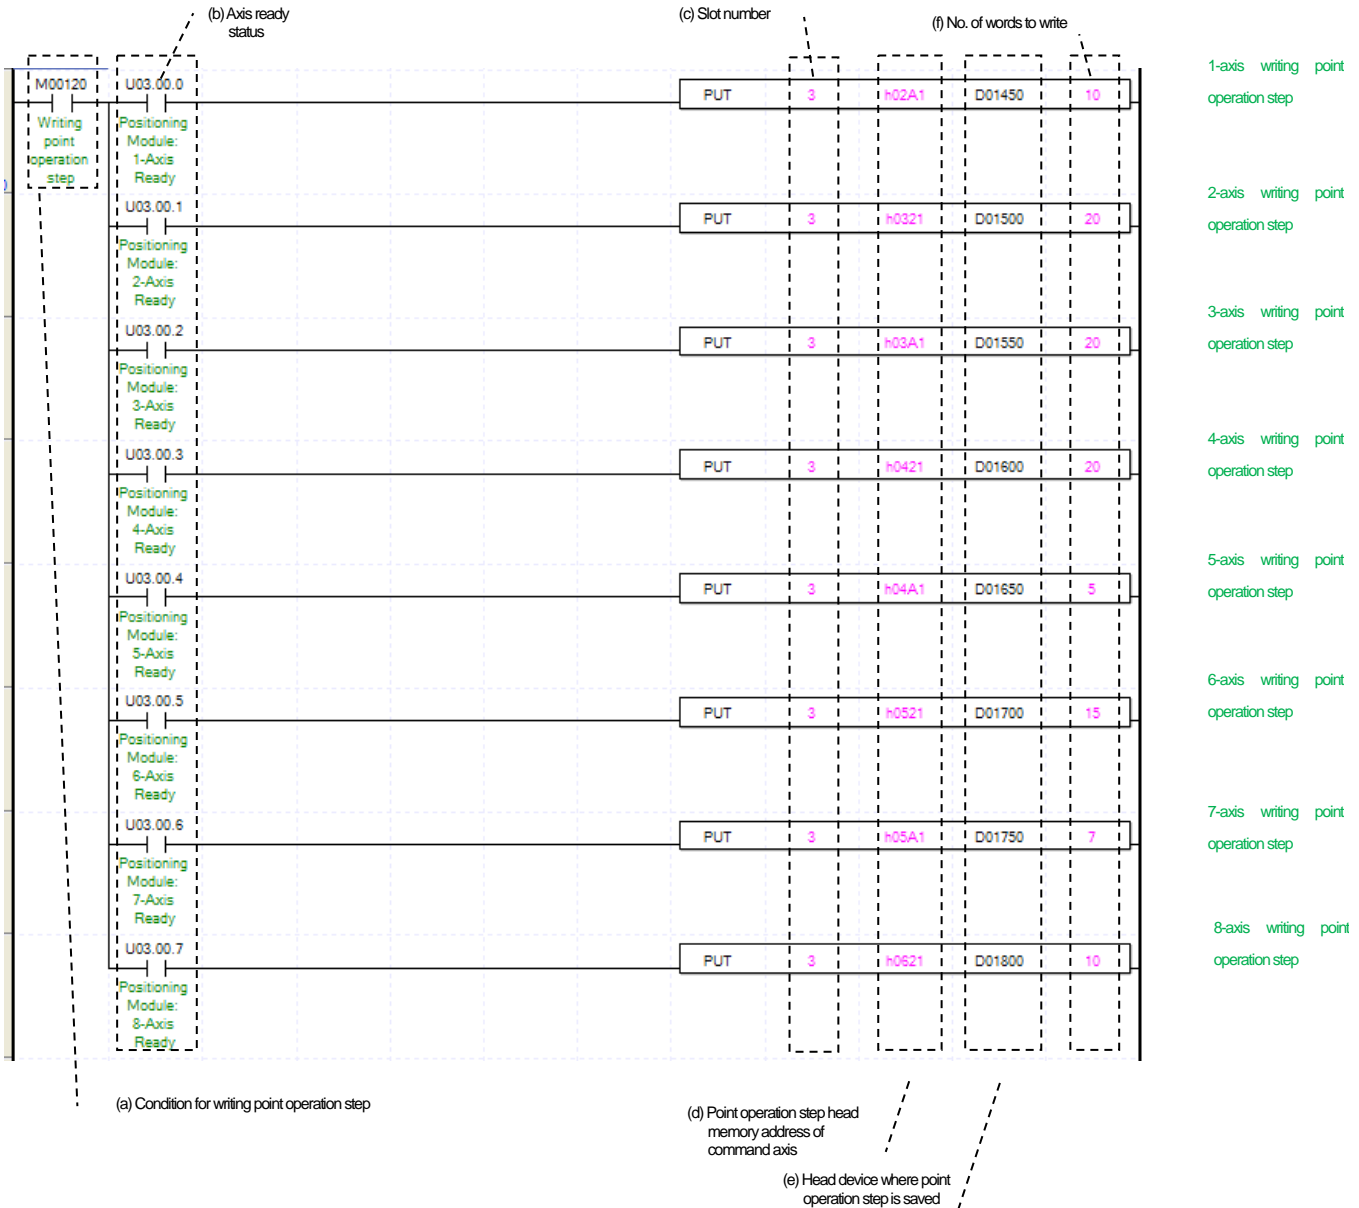 (b) Axis ready
status
(c) Slot number
(f) No. of words to write
M00120
Writing
point
operation
step
U03.00.0
Positioning
Module:
1-Axis
Ready
PUT 3 h02A1 D01450 10
1-axis writing point
operation step
U03.00.1
Positioning
Module:
2-Axis
Ready
PUT 3 h0321 D01500 20
2-axis writing point
operation step
U03.00.2
Positioning
Module:
3-Axis
Ready
PUT 3 h03A1 D01550 20
3-axis writing point
operation step
U03.00.3
Positioning
Module:
4-Axis
Ready
PUT 3 h0421 D01600 20
4-axis writing point
operation step
U03.00.4
Positioning
Module:
5-Axis
Ready
PUT 3 h04A1 D01650 5
5-axis writing point
operation step
U03.00.5
Positioning
Module:
6-Axis
Ready
PUT 3 h0521 D01700 15
6-axis writing point
operation step
U03.00.6
Positioning
Module:
7-Axis
Ready
PUT 3 h05A1 D01750 7
7-axis writing point
operation step
U03.00.7
Positioning
Module:
8-Axis
Ready
PUT 3 h0621 D01800 10
8-axis writing point
operation step
(a) Condition for writing point operation step
(d) Point operation step head
memory address of
command axis
(e) Head device where point
operation step is saved